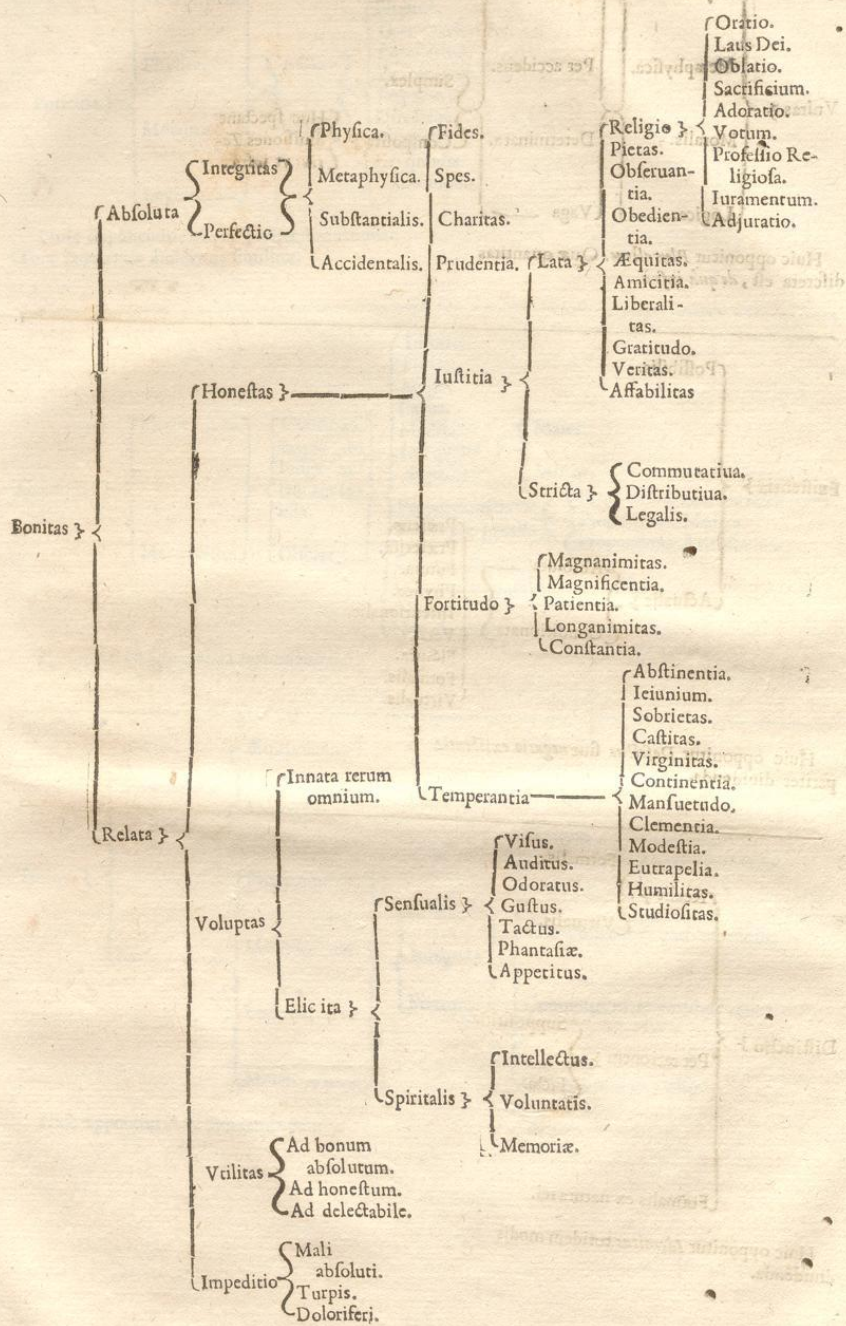 Bonitas
Abſoluta
Integritas
Perfectio
Phyſica.
Metaphyſica.
Subſtantialis.
Accidentalis.
Relata
Honeſtas
Fides.
Spes.
Charitas.
Prudentia.
Iuſtitia
Lata
Religio
Oratio.
Laus Dei.
Oblatio.
Sacrificium.
Adoratio.
Votum.
Profeſſio Re-
ligioſa.
Iuramentum.
Adjuratio.
Pietas.
Obſeruan-
tia.
Obedien-
tia.
Æquitas.
Amicitia.
Liberali-
tas.
Gratitudo.
Veritas.
Affabilitas
Stricta
Commutatiua.
Diſtributiua.
Legalis.
Fortitudo
Magnanimitas.
Magnificentia.
Patientia.
Longanimitas.
Conſtantia.
Temperantia
Abſtinentia.
Ieiunium.
Sobrietas.
Caſtitas.
Virginitas.
Continentia.
Manſuetudo.
Clementia.
Modeſtia.
Eutrapelia.
Humilitas.
Studioſitas.
Voluptas
Innata rerum
omnium.
Elic ita
Senſualis
Viſus.
Auditus.
Odoratus.
Guſtus.
Tactus.
Phantaſiæ.
Appetitus.
Spiritalis
Intellectus.
Voluntatis.
Memoriæ.
Vtilitas
Ad bonum
abſolutum.
Ad honeſtum.
Ad delectabile.
Impeditio
Mali
abſoluti.
Turpis.
Doloriferi.